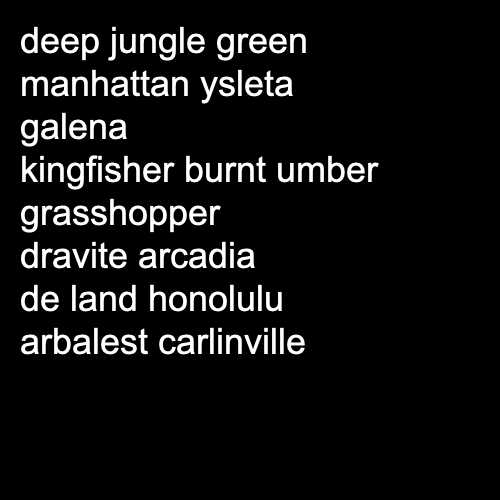 deep jungle green
manhattan ysleta
galena
kingfisher burnt umber
grasshopper
dravite arcadia
de land honolulu
arbalest carlinville